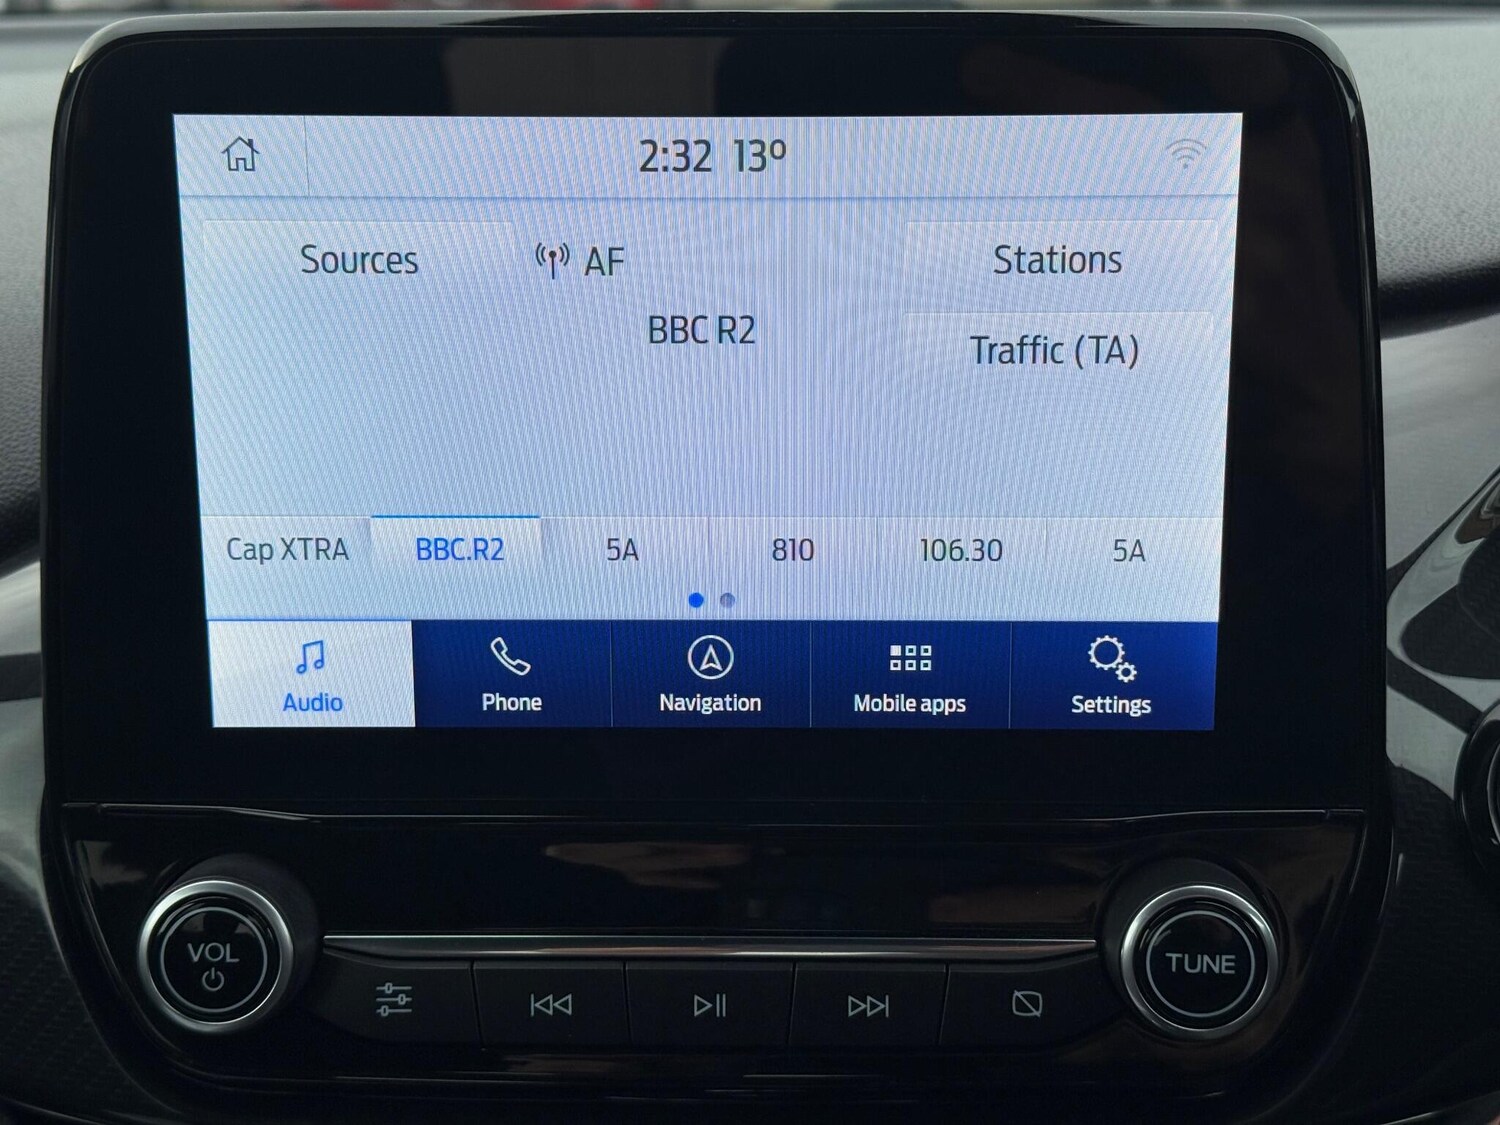 2:32 13º
Sources
AF
Stations
BBC R2
Traffic (TA)
Cap XTRA
BBC.R2
5A
810
106.30
5A
Audio
Phone
Navigation
Mobile apps
Settings
VOL
TUNE